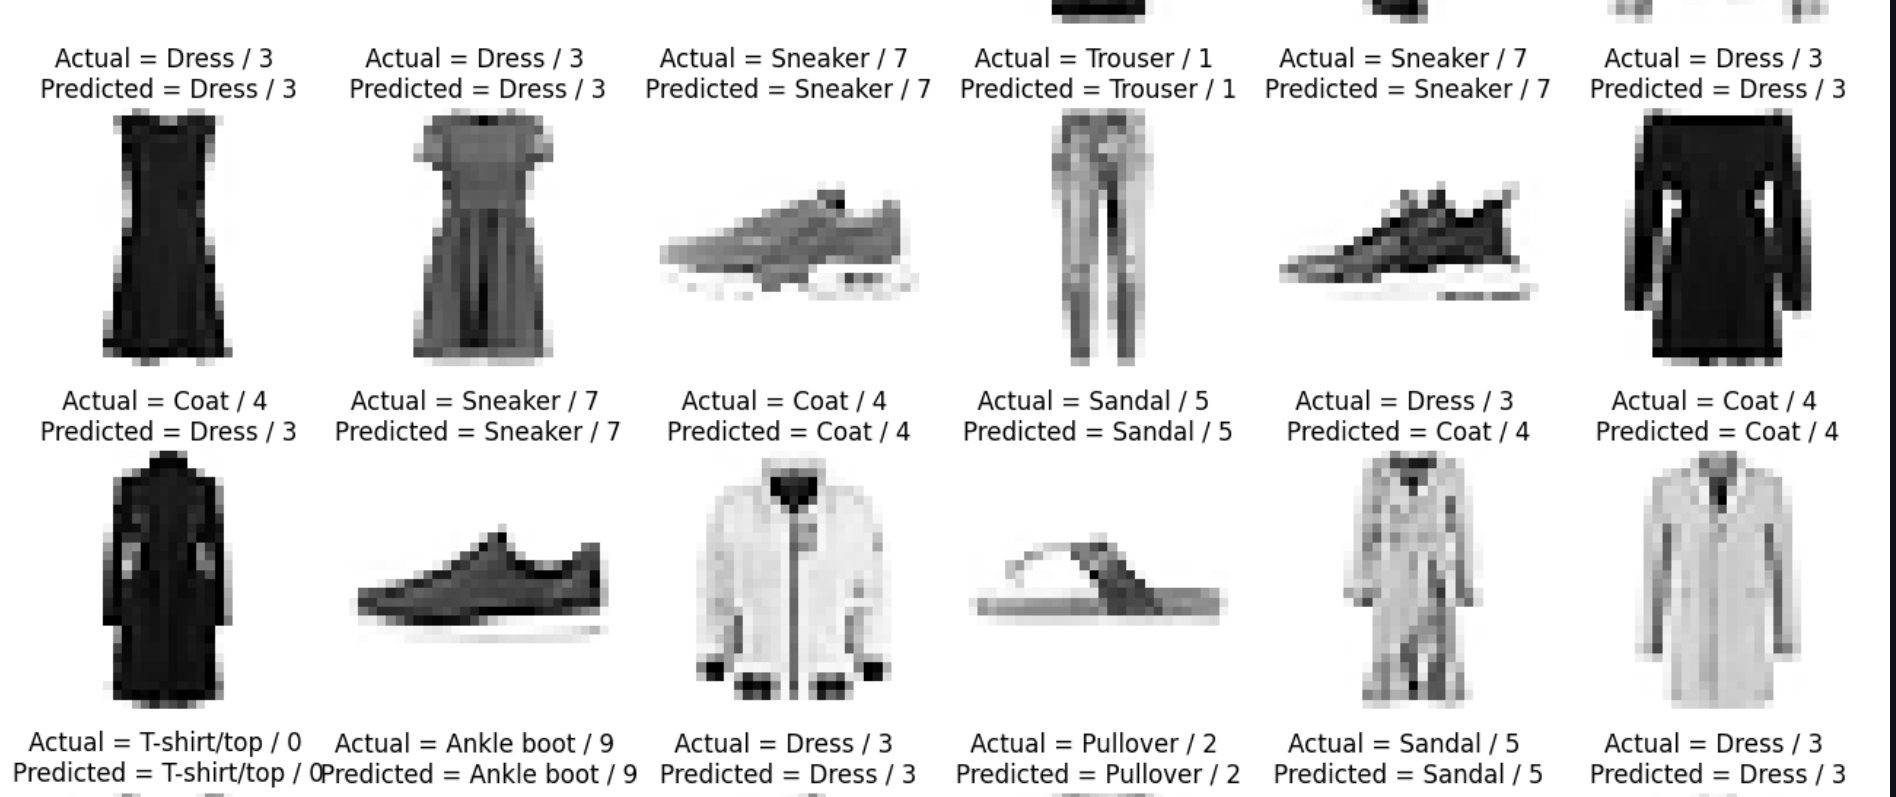 Actual = Dress / 3
Predicted = Dress / 3
Actual = Dress / 3
Predicted = Dress / 3
Actual = Sneaker / 7
Predicted = Sneaker / 7
Actual = Trouser / 1
Predicted = Trouser / 1
Actual = Sneaker / 7
Predicted = Sneaker / 7
Actual = Dress / 3
Predicted = Dress / 3
Actual = Coat / 4
Predicted = Dress / 3
Actual = Sneaker / 7
Predicted = Sneaker / 7
Actual = Coat / 4
Predicted = Coat / 4
Actual = Sandal / 5
Predicted = Sandal / 5
Actual = Dress / 3
Predicted = Coat / 4
Actual = Coat / 4
Predicted = Coat / 4
Actual = T-shirt/top / 0
Predicted = T-shirt/top / 0
Actual = Ankle boot / 9
Predicted = Ankle boot / 9
Actual = Dress / 3
Predicted = Dress / 3
Actual = Pullover / 2
Predicted = Pullover / 2
Actual = Sandal / 5
Predicted = Sandal / 5
Actual = Dress / 3
Predicted = Dress / 3